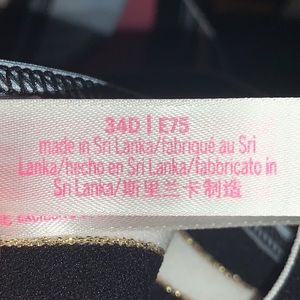 34D | E75
made in Sri Lanka/fabriqué au Sri
Lanka/hecho en Sri Lanka/fabbricato in
Sri Lanka/斯里兰卡制造